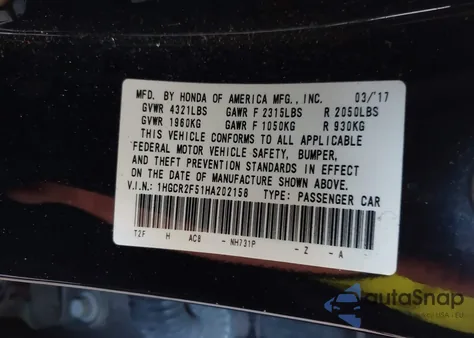 MFD. BY HONDA OF AMERICA MFG., INC. 03/'17
GVWR 4321LBS GAWR F 2315LBS R 2050LBS
GVWR 1960KG GAWR F 1050KG R 930KG
THIS VEHICLE CONFORMS TO ALL APPLICABLE
FEDERAL MOTOR VEHICLE SAFETY, BUMPER,
AND THEFT PREVENTION STANDARDS IN EFFECT
ON THE DATE OF MANUFACTURE SHOWN ABOVE.
V.I.N.: 1HGCR2F51HA202158 TYPE: PASSENGER CAR
T2F H AC8 - NH731P - Z - A
autaSnap